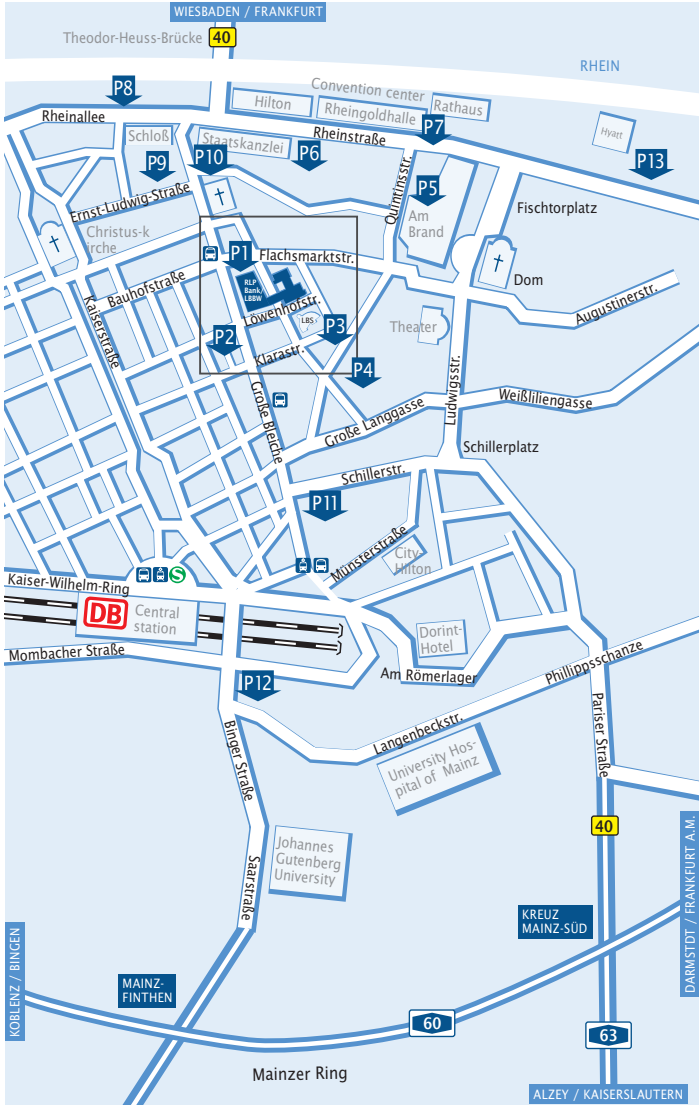 WIESBADEN / FRANKFURT
Theodor-Heuss-Brücke
40
RHEIN
P8
Convention center
Hilton
Rheingoldhalle
Rathaus
Rheinallee
Rheinstraße
P7
Hyatt
Schloß
Staatskanzlei
P9
P10
P6
P13
Quintinsstr.
P5
Am
Brand
Ernst-Ludwig-Straße
Fischtorplatz
Christus-k
irche
P1
Flachsmarktstr.
Dom
Bauhofstraße
RLP
Bank/
LBBW
Löwenhofstr.
LBS
Augustinerstr.
Kaiserstraße
P2
P3
Theater
Klarastr.
P4
Ludwigsstr.
Große Bleiche
Große Langgasse
Weißliliengasse
Schillerplatz
Schillerstr.
P11
Münsterstraße
City-
Hilton
S
Kaiser-Wilhelm-Ring
DB
Central
station
Dorint-
Hotel
Mombacher Straße
Am Römerlager
Phillippsschanze
P12
Binger Straße
Langenbeckstr.
Pariser Straße
University Hos-
pital of Mainz
40
Johannes
Gutenberg
University
Saarstraße
DARMSTDT / FRANKFURT A.M.
KREUZ
MAINZ-SÜD
KOBLENZ / BINGEN
MAINZ-
FINTHEN
60
63
Mainzer Ring
ALZEY / KAISERSLAUTERN